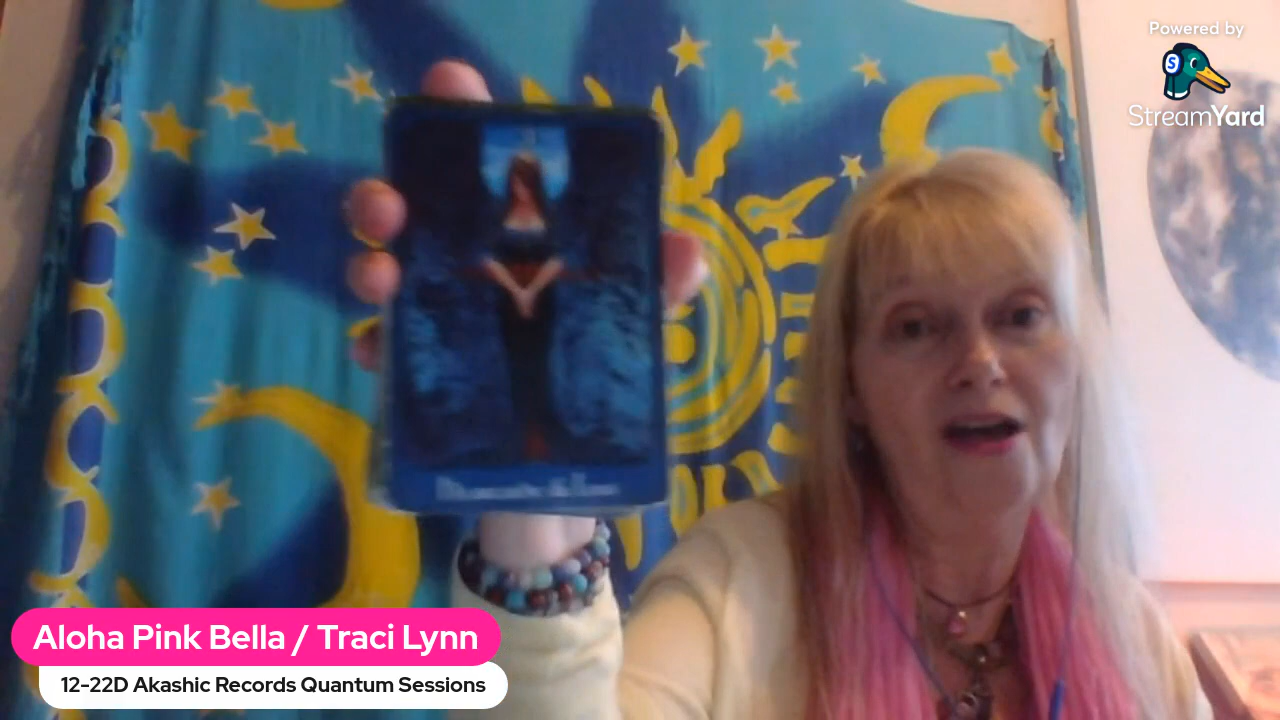 Powered by
StreamYard
S
Aloha Pink Bella / Traci Lynn
12-22D Akashic Records Quantum Sessions